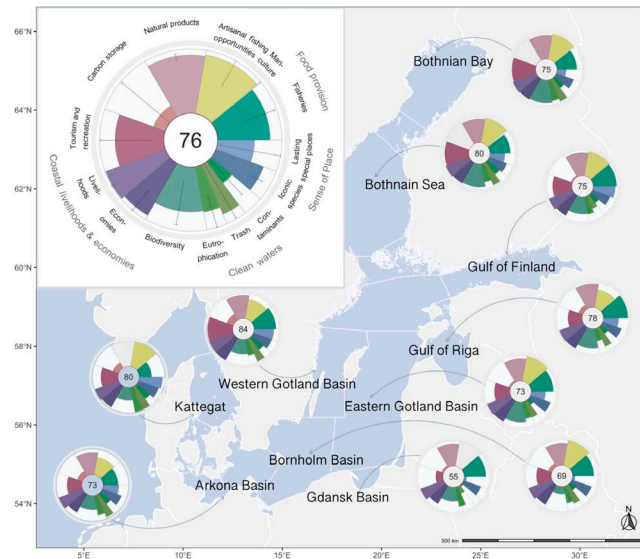 66°N
64°N
62°N
60°N
58°N
56°N
54°N
5°E
10°E
15°E
20°E
25°E
30°E
Natural products
Artisanal fishing
opportunities
Mari-
culture
Food provision
Fisheries
Carbon storage
Tourism and
recreation
76
Lasting
special places
Iconic
species
Sense of Place
Coastal livelihoods & economies
Liveli-
hoods
Econ-
omies
Biodiversity
Eutro-
phication
Trash
Con-
taminants
Clean waters
Bothnian Bay
75
Bothnain Sea
80
75
Gulf of Finland
84
78
Gulf of Riga
80
Western Gotland Basin
Kattegat
Eastern Gotland Basin
73
Bornholm Basin
73
Arkona Basin
Gdansk Basin
55
69
N
500 km